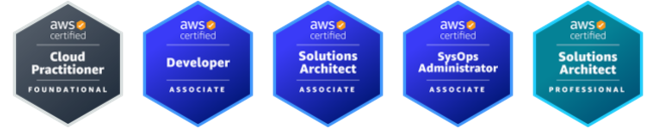 aws
certified
Cloud
Practitioner
FOUNDATIONAL
aws
certified
Developer
ASSOCIATE
aws
certified
Solutions
Architect
ASSOCIATE
aws
certified
SysOps
Administrator
ASSOCIATE
aws
certified
Solutions
Architect
PROFESSIONAL